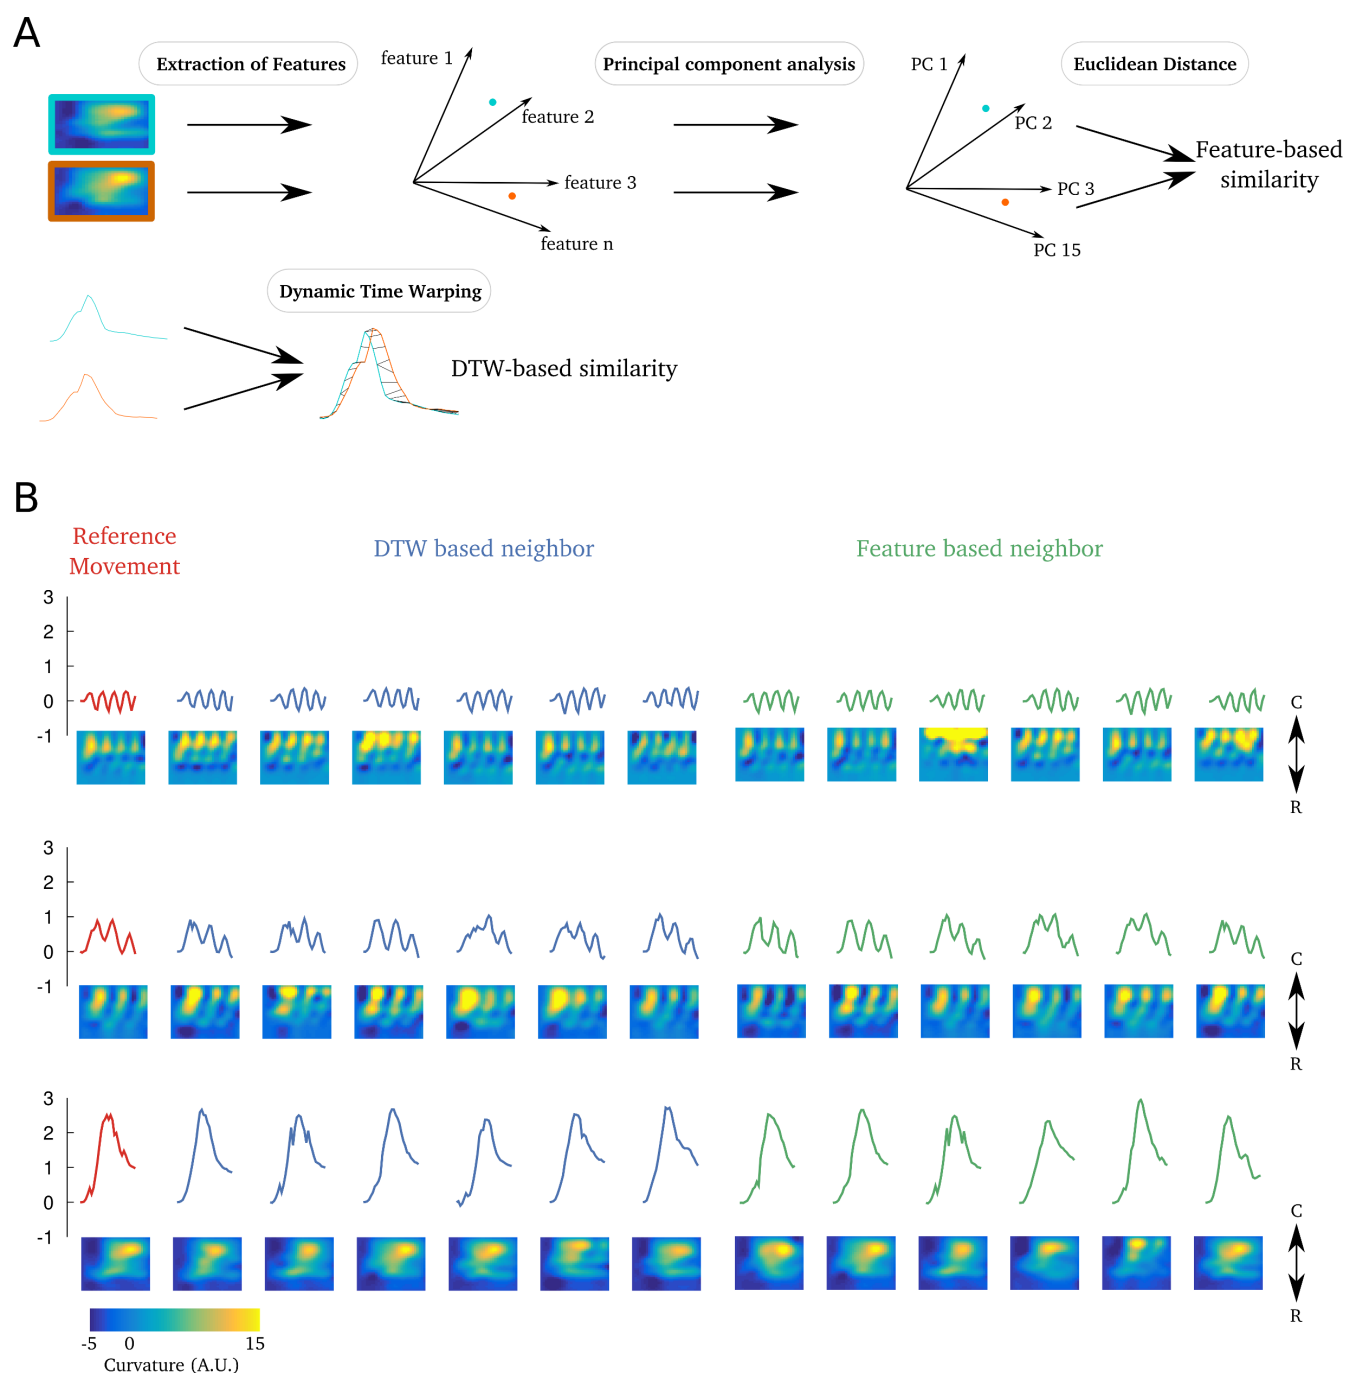 A
Extraction of Features
feature 1
feature 2
feature 3
feature n
Principal component analysis
PC 1
PC 2
PC 3
PC 15
Euclidean Distance
Feature-based
similarity
Dynamic Time Warping
DTW-based similarity
B
Reference
Movement
DTW based neighbor
Feature based neighbor
3
2
1
0
-1
C
R
3
2
1
0
-1
C
R
3
2
1
0
-1
C
R
-5 0 15
Curvature (A.U.)